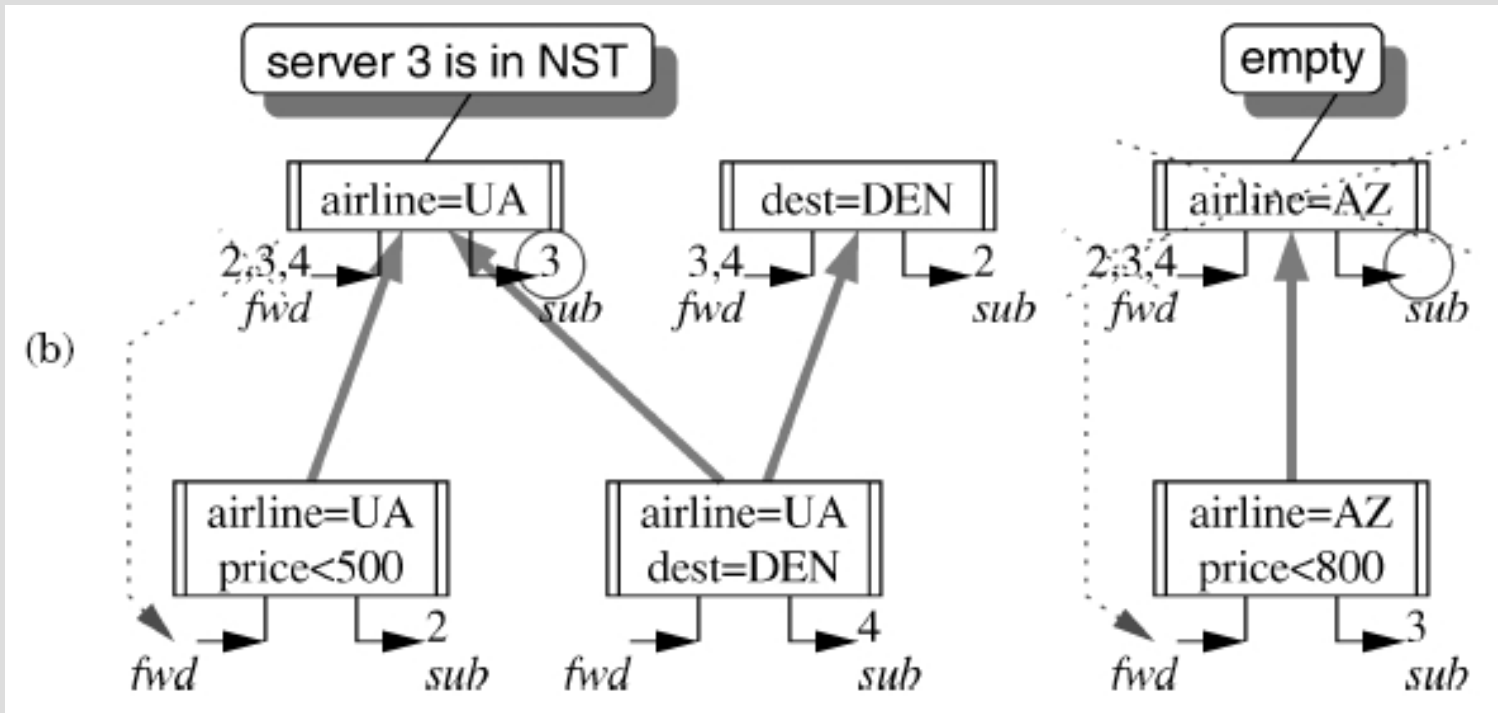 server 3 is in NST
empty
airline=UA
dest=DEN
airline=AZ
2,3,4
3
3,4
2
2,3,4
fwd
sub
fwd
sub
fwd
sub
(b)
airline=UA
price<500
airline=UA
dest=DEN
airline=AZ
price<800
2
4
3
fwd
sub
fwd
sub
fwd
sub